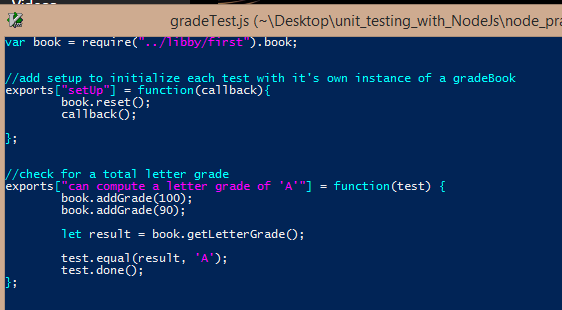 Videos
gradeTest.js (~\Desktop\unit_testing_with_NodeJs\node_pra
var book = require("../libby/first").book;
//add setup to initialize each test with it's own instance of a gradeBook
exports["setUp"] = function(callback){
book.reset();
callback();
};
//check for a total letter grade
exports["can compute a letter grade of 'A'"] = function(test) {
book.addGrade(100);
book.addGrade(90);
let result = book.getLetterGrade();
test.equal(result, 'A');
test.done();
};